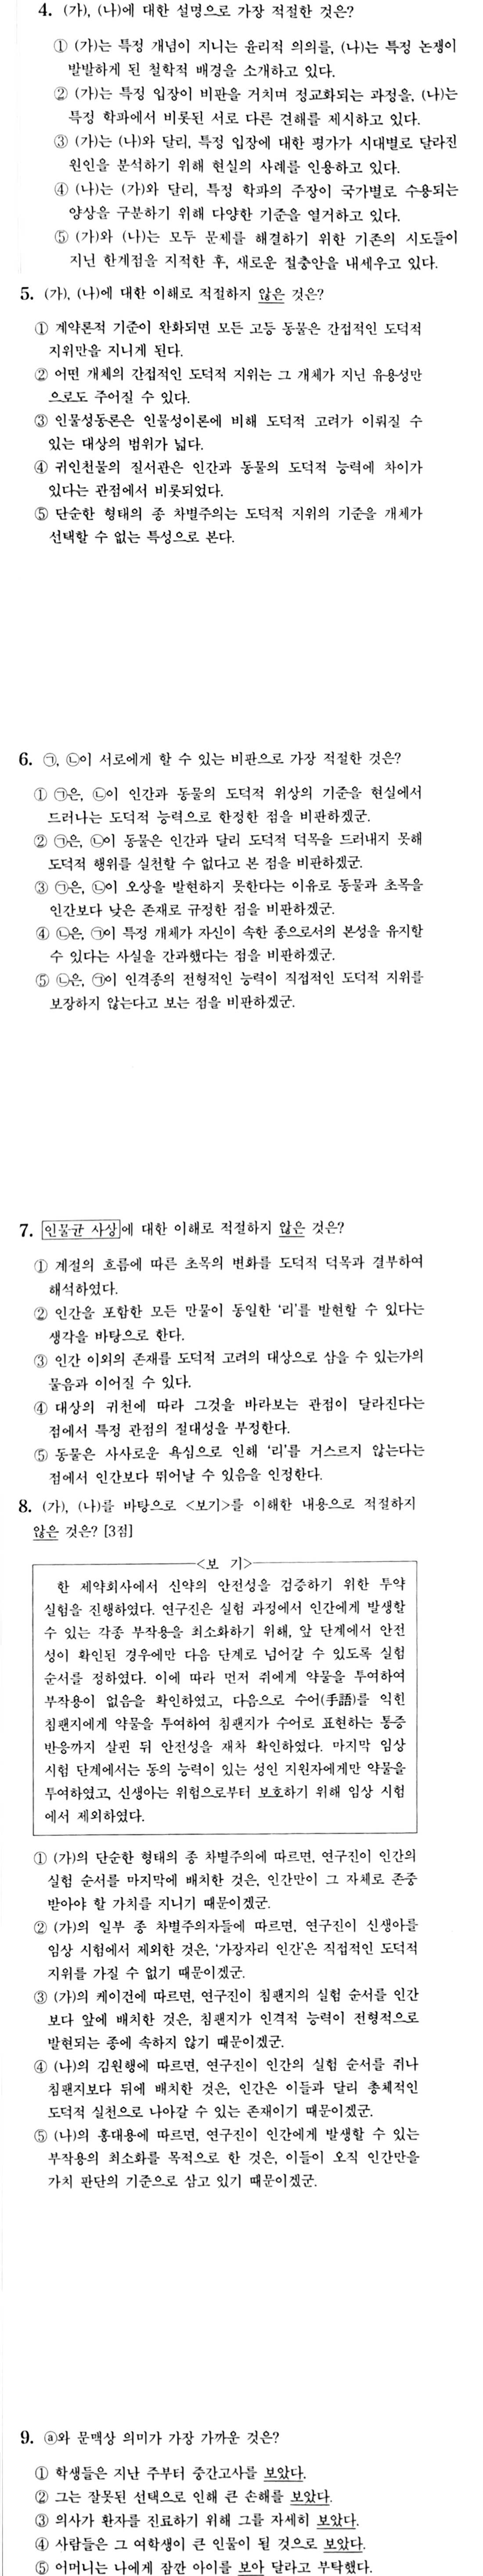 4. (가), (나)에 대한 설명으로 가장 적절한 것은?
① (가)는 특정 개념이 지니는 윤리적 의의를, (나)는 특정 논쟁이
발발하게 된 철학적 배경을 소개하고 있다.
② (가)는 특정 입장이 비판을 거치며 정교화되는 과정을, (나)는
특정 학파에서 비롯된 서로 다른 견해를 제시하고 있다.
③ (가)는 (나)와 달리, 특정 입장에 대한 평가가 시대별로 달라진
원인을 분석하기 위해 현실의 사례를 인용하고 있다.
④ (나)는 (가)와 달리, 특정 학파의 주장이 국가별로 수용되는
양상을 구분하기 위해 다양한 기준을 열거하고 있다.
⑤ (가)와 (나)는 모두 문제를 해결하기 위한 기존의 시도들이
지닌 한계점을 지적한 후, 새로운 절충안을 내세우고 있다.
5. (가), (나)에 대한 이해로 적절하지 않은 것은?
① 계약론적 기준이 완화되면 모든 고등 동물은 간접적인 도덕적
지위만을 지니게 된다.
② 어떤 개체의 간접적인 도덕적 지위는 그 개체가 지닌 유용성만
으로도 주어질 수 있다.
③ 인물성동론은 인물성이론에 비해 도덕적 고려가 이뤄질 수
있는 대상의 범위가 넓다.
④ 귀인천물의 질서관은 인간과 동물의 도덕적 능력에 차이가
있다는 관점에서 비롯되었다.
⑤ 단순한 형태의 종 차별주의는 도덕적 지위의 기준을 개체가
선택할 수 없는 특성으로 본다.
6. ㉠, ㉡이 서로에게 할 수 있는 비판으로 가장 적절한 것은?
① ㉠은, ㉡이 인간과 동물의 도덕적 위상의 기준을 현실에서
드러나는 도덕적 능력으로 한정한 점을 비판하겠군.
② ㉠은, ㉡이 동물은 인간과 달리 도덕적 덕목을 드러내지 못해
도덕적 행위를 실천할 수 없다고 본 점을 비판하겠군.
③ ㉠은, ㉡이 오상을 발현하지 못한다는 이유로 동물과 초목을
인간보다 낮은 존재로 규정한 점을 비판하겠군.
④ ㉡은, ㉠이 특정 개체가 자신이 속한 종으로서의 본성을 유지할
수 있다는 사실을 간과했다는 점을 비판하겠군.
⑤ ㉡은, ㉠이 인격종의 전형적인 능력이 직접적인 도덕적 지위를
보장하지 않는다고 보는 점을 비판하겠군.
7. 인물균 사상에 대한 이해로 적절하지 않은 것은?
① 계절의 흐름에 따른 초목의 변화를 도덕적 덕목과 결부하여
해석하였다.
② 인간을 포함한 모든 만물이 동일한 ‘리’를 발현할 수 있다는
생각을 바탕으로 한다.
③ 인간 이외의 존재를 도덕적 고려의 대상으로 삼을 수 있는가의
물음과 이어질 수 있다.
④ 대상의 귀천에 따라 그것을 바라보는 관점이 달라진다는
점에서 특정 관점의 절대성을 부정한다.
⑤ 동물은 사사로운 욕심으로 인해 ‘리’를 거스르지 않는다는
점에서 인간보다 뛰어날 수 있음을 인정한다.
8. (가), (나)를 바탕으로 <보기>를 이해한 내용으로 적절하지
않은 것은? [3점]
<보 기>
한 제약회사에서 신약의 안전성을 검증하기 위한 투약
실험을 진행하였다. 연구진은 실험 과정에서 인간에게 발생할
수 있는 각종 부작용을 최소화하기 위해, 앞 단계에서 안전
성이 확인된 경우에만 다음 단계로 넘어갈 수 있도록 실험
순서를 정하였다. 이에 따라 먼저 쥐에게 약물을 투여하여
부작용이 없음을 확인하였고, 다음으로 수어(手語)를 익힌
침팬지에게 약물을 투여하여 침팬지가 수어로 표현하는 통증
반응까지 살핀 뒤 안전성을 재차 확인하였다. 마지막 임상
시험 단계에서는 동의 능력이 있는 성인 지원자에게만 약물을
투여하였고, 신생아는 위험으로부터 보호하기 위해 임상 시험
에서 제외하였다.
① (가)의 단순한 형태의 종 차별주의에 따르면, 연구진이 인간의
실험 순서를 마지막에 배치한 것은, 인간만이 그 자체로 존중
받아야 할 가치를 지니기 때문이겠군.
② (가)의 일부 종 차별주의자들에 따르면, 연구진이 신생아를
임상 시험에서 제외한 것은, ‘가장자리 인간’은 직접적인 도덕적
지위를 가질 수 없기 때문이겠군.
③ (가)의 케이건에 따르면, 연구진이 침팬지의 실험 순서를 인간
보다 앞에 배치한 것은, 침팬지가 인격적 능력이 전형적으로
발현되는 종에 속하지 않기 때문이겠군.
④ (나)의 김원행에 따르면, 연구진이 인간의 실험 순서를 쥐나
침팬지보다 뒤에 배치한 것은, 인간은 이들과 달리 총체적인
도덕적 실천으로 나아갈 수 있는 존재이기 때문이겠군.
⑤ (나)의 홍대용에 따르면, 연구진이 인간에게 발생할 수 있는
부작용의 최소화를 목적으로 한 것은, 이들이 오직 인간만을
가치 판단의 기준으로 삼고 있기 때문이겠군.
9. ⓐ와 문맥상 의미가 가장 가까운 것은?
① 학생들은 지난 주부터 중간고사를 보았다.
② 그는 잘못된 선택으로 인해 큰 손해를 보았다.
③ 의사가 환자를 진료하기 위해 그를 자세히 보았다.
④ 사람들은 그 여학생이 큰 인물이 될 것으로 보았다.
⑤ 어머니는 나에게 잠깐 아이를 보아 달라고 부탁했다.